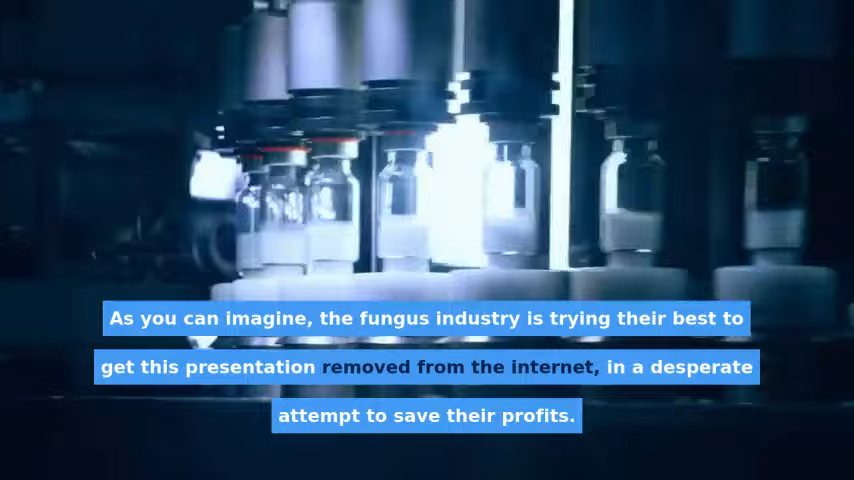 As you can imagine, the fungus industry is trying their best to
get this presentation removed from the internet, in a desperate
attempt to save their profits.